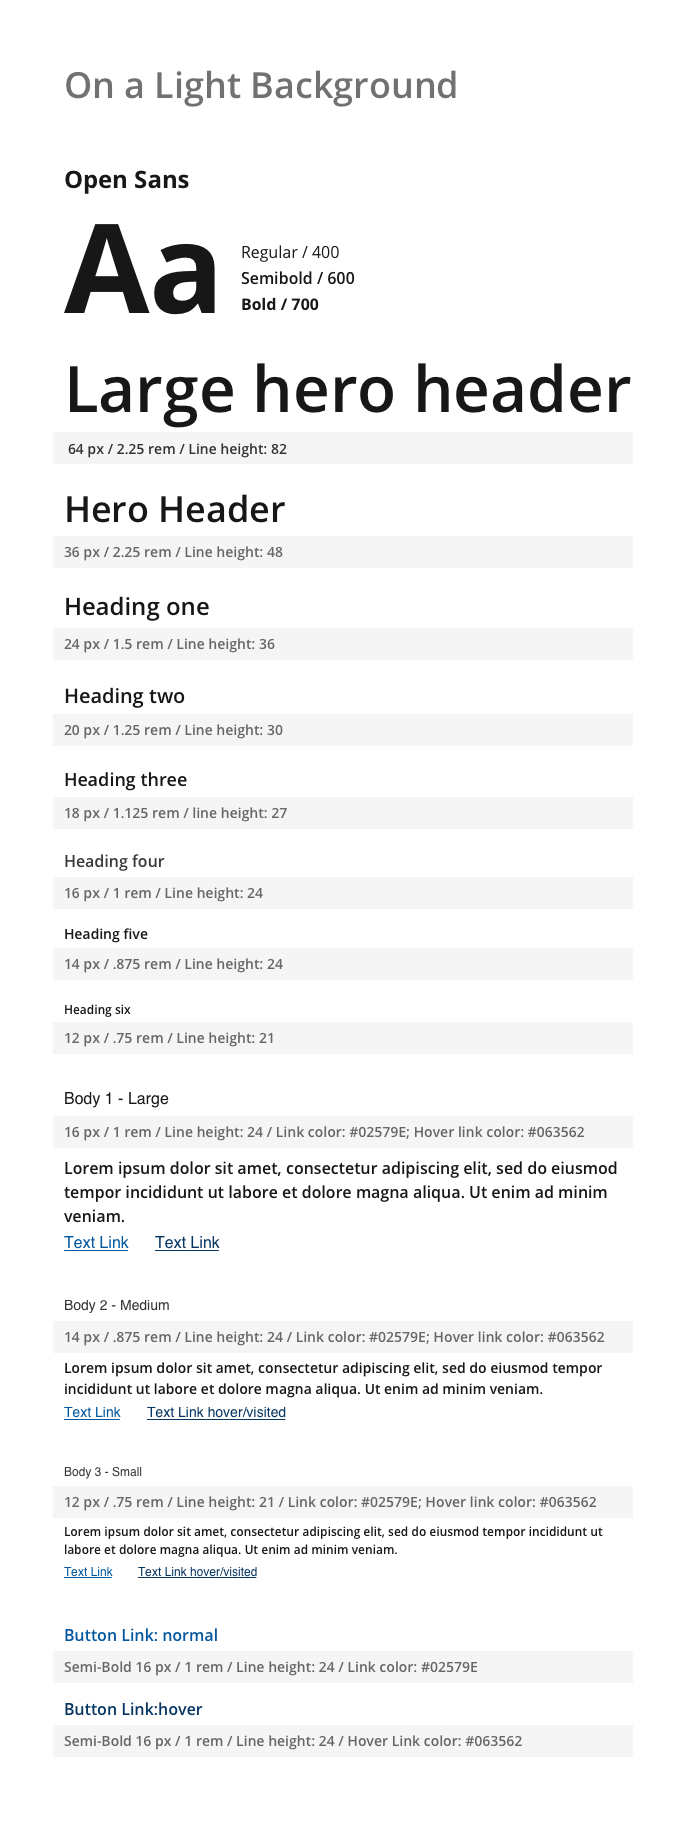 On a Light Background
Open Sans
Aa
Regular / 400
Semibold / 600
Bold / 700
Large hero header
64 px / 2.25 rem / Line height: 82
Hero Header
36 px / 2.25 rem / Line height: 48
Heading one
24 px / 1.5 rem / Line height: 36
Heading two
20 px / 1.25 rem / Line height: 30
Heading three
18 px / 1.125 rem / line height: 27
Heading four
16 px / 1 rem / Line height: 24
Heading five
14 px / .875 rem / Line height: 24
Heading six
12 px / .75 rem / Line height: 21
Body 1 - Large
16 px / 1 rem / Line height: 24 / Link color: #02579E; Hover link color: #063562
Lorem ipsum dolor sit amet, consectetur adipiscing elit, sed do eiusmod
tempor incididunt ut labore et dolore magna aliqua. Ut enim ad minim
veniam.
Text Link Text Link
Body 2 - Medium
14 px / .875 rem / Line height: 24 / Link color: #02579E; Hover link color: #063562
Lorem ipsum dolor sit amet, consectetur adipiscing elit, sed do eiusmod tempor
incididunt ut labore et dolore magna aliqua. Ut enim ad minim veniam.
Text Link Text Link hover/visited
Body 3 - Small
12 px / .75 rem / Line height: 21 / Link color: #02579E; Hover link color: #063562
Lorem ipsum dolor sit amet, consectetur adipiscing elit, sed do eiusmod tempor incididunt ut
labore et dolore magna aliqua. Ut enim ad minim veniam.
Text Link Text Link hover/visited
Button Link: normal
Semi-Bold 16 px / 1 rem / Line height: 24 / Link color: #02579E
Button Link:hover
Semi-Bold 16 px / 1 rem / Line height: 24 / Hover Link color: #063562